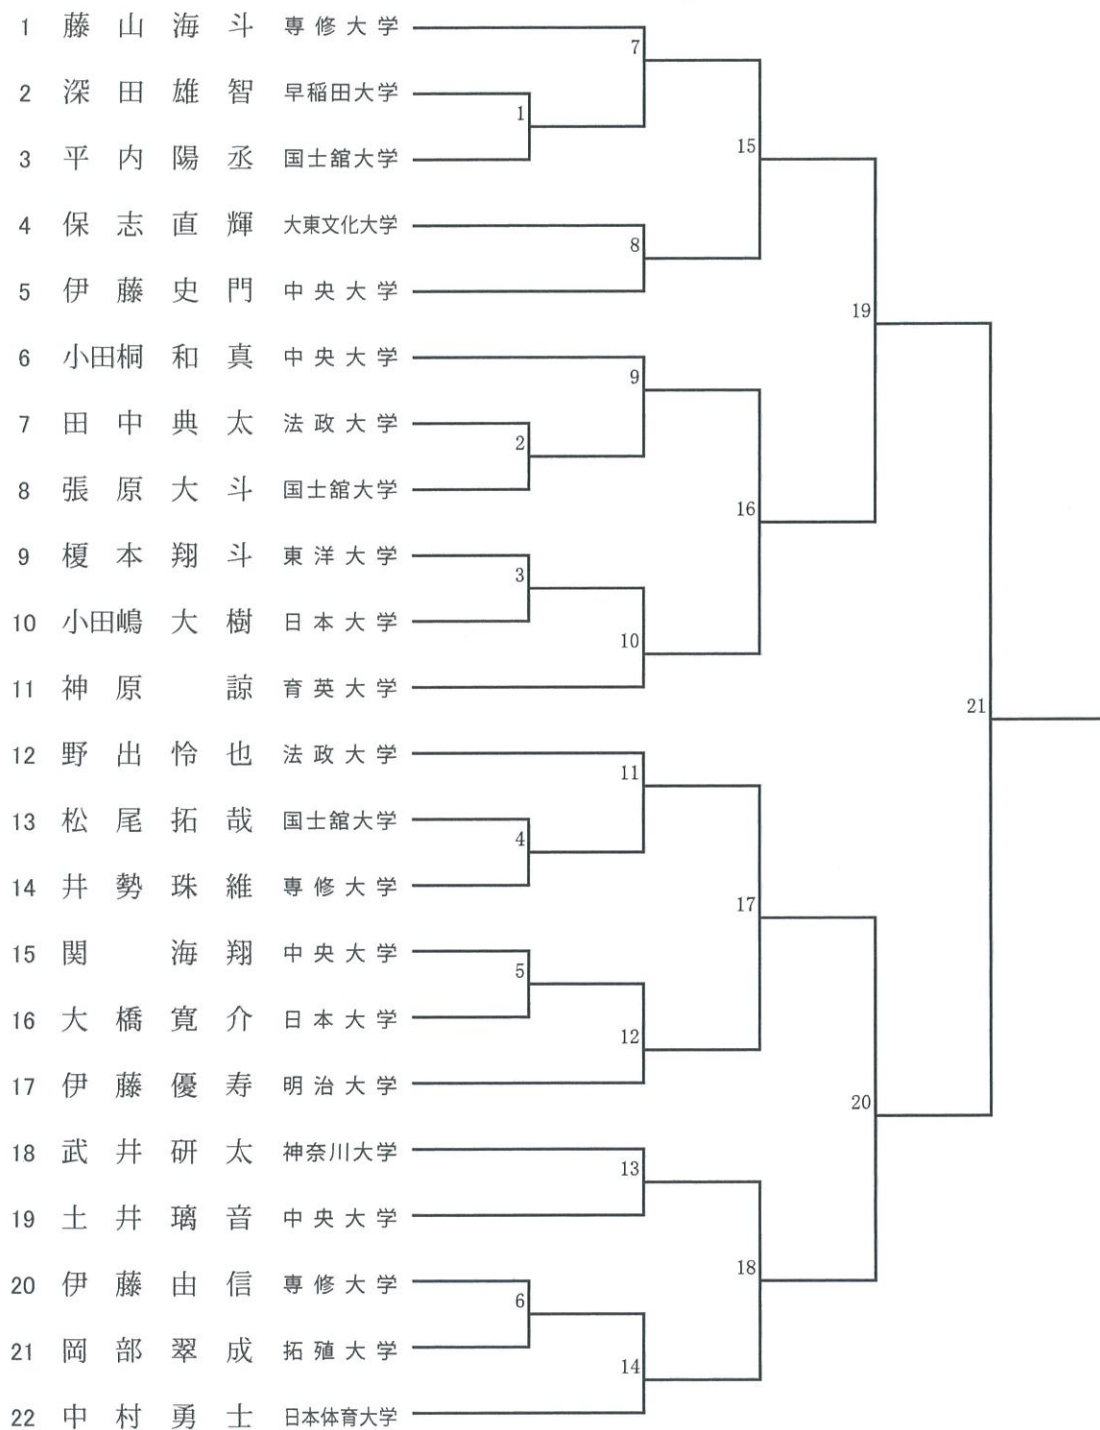 1 藤山海斗 専修大学
7
2 深田雄智 早稲田大学
1
3 平内陽丞 国士舘大学
15
4 保志直輝 大東文化大学
8
5 伊藤史門 中央大学
19
6 小田桐和真 中央大学
9
7 田中典太 法政大学
2
8 張原大斗 国士舘大学
16
9 榎本翔斗 東洋大学
3
10 小田嶋大樹 日本大学
10
11 神原諒 育英大学
21
12 野出怜也 法政大学
11
13 松尾拓哉 国士舘大学
4
14 井勢珠維 専修大学
17
15 関海翔 中央大学
5
16 大橋寛介 日本大学
12
17 伊藤優寿 明治大学
20
18 武井研太 神奈川大学
13
19 土井璃音 中央大学
18
20 伊藤由信 専修大学
6
21 岡部翠成 拓殖大学
14
22 中村勇士 日本体育大学